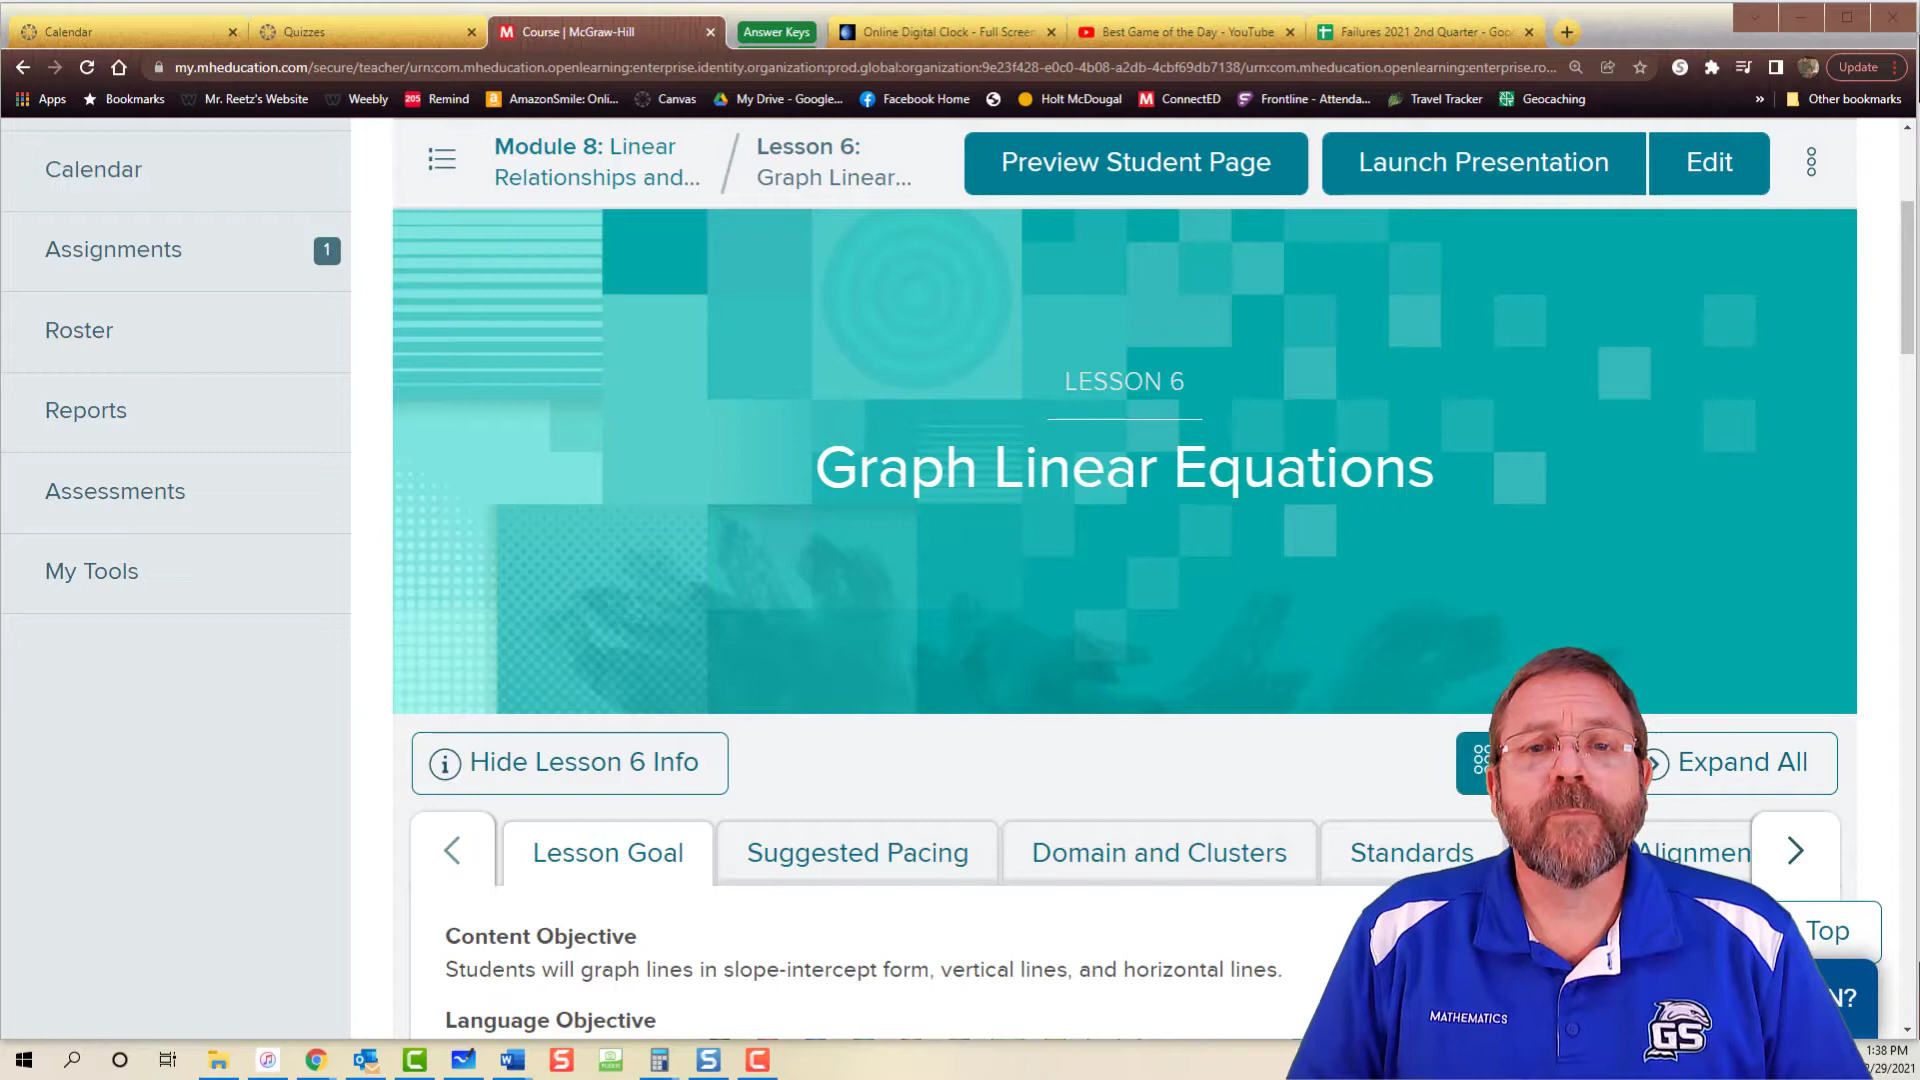 Calendar
Quizzes
Course | McGraw-Hill
Answer Keys
Online Digital Clock - Full Screen
Best Game of the Day - YouTube
Failures 2021 2nd Quarter - Goo
my.mheducation.com/secure/teacher/urn:com.mheducation.openlearning:enterprise.identity.organization:prod.global:organization:9e23f428-e0c0-4b08-a2db-4cbf69db7138/urn:com.mheducation.openlearning:enterprise.ro...
Update
Apps
Bookmarks
Mr. Reetz's Website
Weebly
205 Remind
AmazonSmile: Onli...
Canvas
My Drive - Google...
Facebook Home
Holt McDougal
ConnectED
Frontline - Attenda...
Travel Tracker
Geocaching
»
Other bookmarks
Calendar
Assignments 1
Roster
Reports
Assessments
My Tools
Module 8: Linear
Relationships and...
Lesson 6:
Graph Linear...
Preview Student Page
Launch Presentation
Edit
LESSON 6
Graph Linear Equations
Hide Lesson 6 Info
Expand All
Lesson Goal
Suggested Pacing
Domain and Clusters
Standards
Alignmen
Content Objective
Students will graph lines in slope-intercept form, vertical lines, and horizontal lines.
Language Objective
Top
N?
MATHEMATICS
GS
1:38 PM
/29/2021